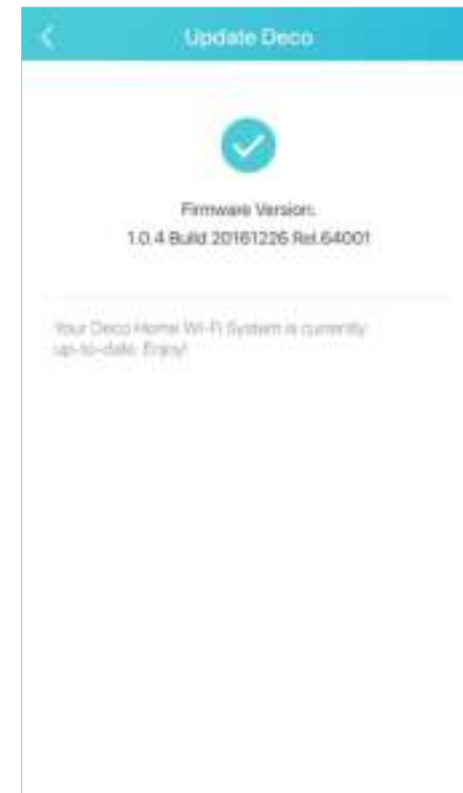 Update Deco
Firmware Version:
1.0.4 Build 20161226 Rel.64001
Your Deco Home Wi-Fi System is currently
up-to-date. Enjoy!